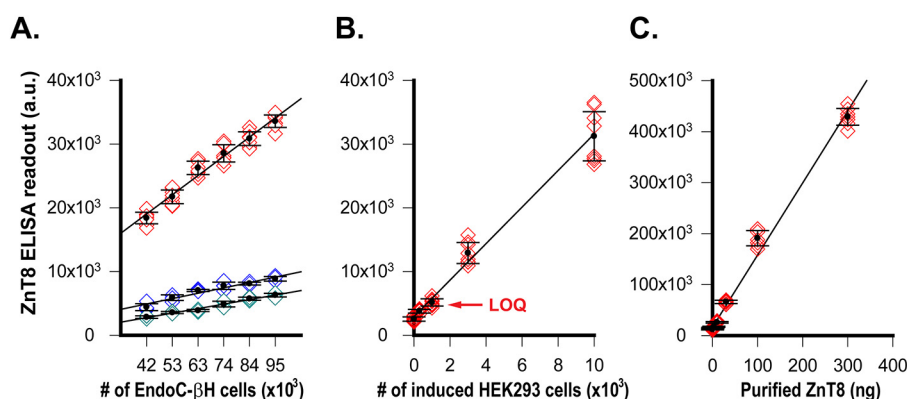 A.
B.
C.
ZnT8 ELISA readout (a.u.)
40x10³
30x10³
20x10³
10x10³
0
42 53 63 74 84 95
# of EndoC-βH cells (x10³)
40x10³
30x10³
20x10³
10x10³
0
LOQ
0 2 4 6 8 10
# of induced HEK293 cells (x10³)
500x10³
400x10³
300x10³
200x10³
100x10³
0
0 100 200 300 400
Purified ZnT8 (ng)